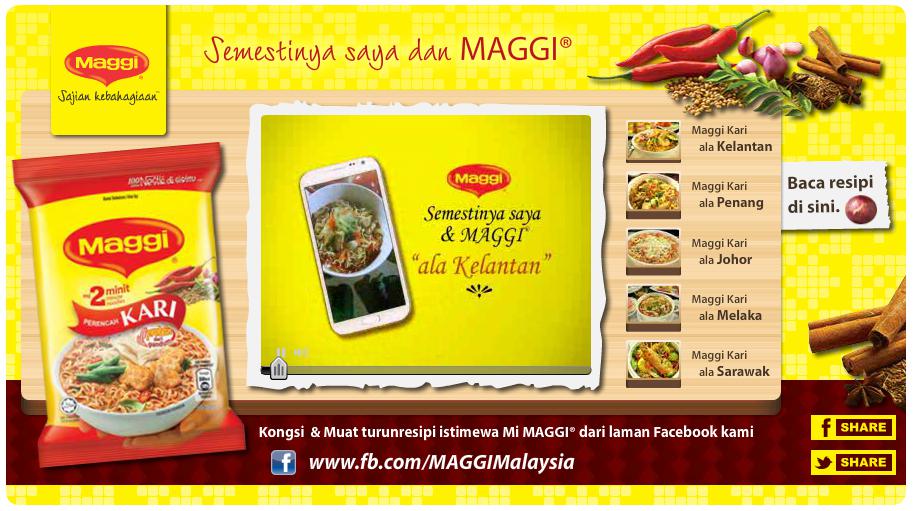 Maggi
Sajian kebahagiaan
Semestinya saya dan MAGGI®
Maggi
mi 2 minit
PERENCAH KARI
Maggi
Semestinya saya
& MAGGI®
"ala Kelantan"
Maggi Kari
ala Kelantan
Maggi Kari
ala Penang
Maggi Kari
ala Johor
Maggi Kari
ala Melaka
Maggi Kari
ala Sarawak
Baca resipi
di sini.
Kongsi & Muat turunresipi istimewa Mi MAGGI® dari laman Facebook kami
www.fb.com/MAGGIMalaysia
f SHARE
SHARE